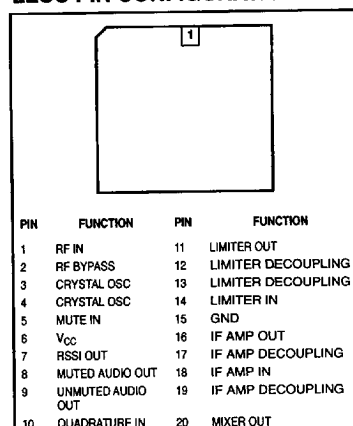 1
PIN FUNCTION PIN FUNCTION
1 RF IN 11 LIMITER OUT
2 RF BYPASS 12 LIMITER DECOUPLING
3 CRYSTAL OSC 13 LIMITER DECOUPLING
4 CRYSTAL OSC 14 LIMITER IN
5 MUTE IN 15 GND
6 VCC 16 IF AMP OUT
7 RSSI OUT 17 IF AMP DECOUPLING
8 MUTED AUDIO OUT 18 IF AMP IN
9 UNMUTED AUDIO 19 IF AMP DECOUPLING
OUT
10 QUADRATURE IN 20 MIXER OUT